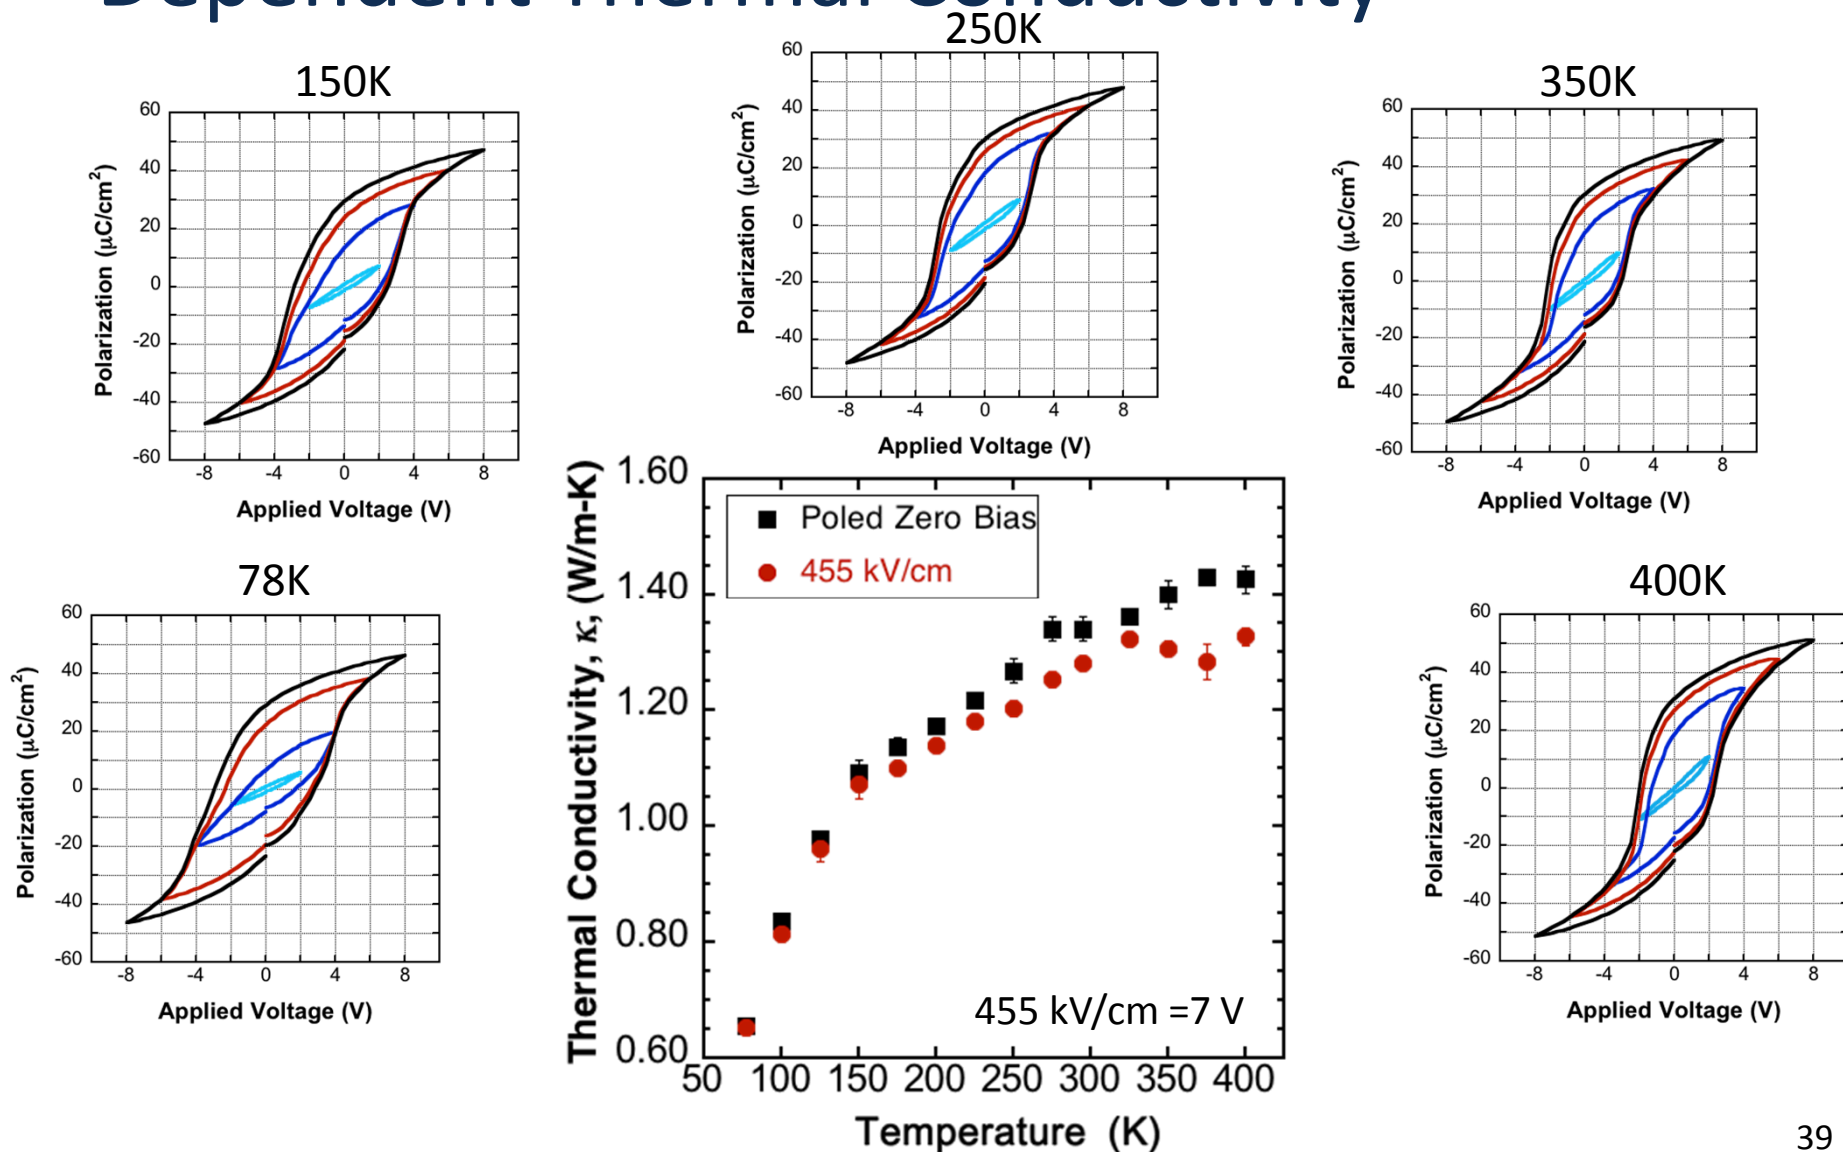 Dependent Thermal Conductivity
250K
60
40
20
0
-20
-40
-60
-8 -4 0 4 8
Polarization (μC/cm²)
Applied Voltage (V)
150K
60
40
20
0
-20
-40
-60
-8 -4 0 4 8
Polarization (μC/cm²)
Applied Voltage (V)
350K
60
40
20
0
-20
-40
-60
-8 -4 0 4 8
Polarization (μC/cm²)
Applied Voltage (V)
78K
60
40
20
0
-20
-40
-60
-8 -4 0 4 8
Polarization (μC/cm²)
Applied Voltage (V)
Thermal Conductivity, κ, (W/m-K)
1.60
1.40
1.20
1.00
0.80
0.60
Poled Zero Bias
455 kV/cm
455 kV/cm =7 V
50 100 150 200 250 300 350 400
Temperature (K)
400K
60
40
20
0
-20
-40
-60
-8 -4 0 4 8
Polarization (μC/cm²)
Applied Voltage (V)
39